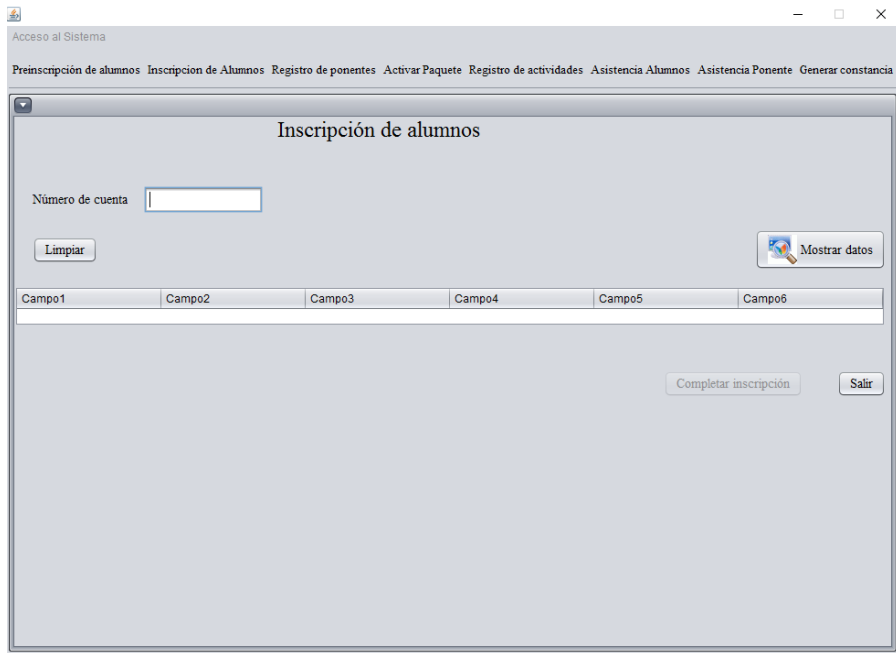 Acceso al Sistema
Preinscripción de alumnos Inscripcion de Alumnos Registro de ponentes Activar Paquete Registro de actividades Asistencia Alumnos Asistencia Ponente Generar constancia
Inscripción de alumnos
Número de cuenta
Limpiar Mostrar datos
Campo1 Campo2 Campo3 Campo4 Campo5 Campo6
Completar inscripción Salir